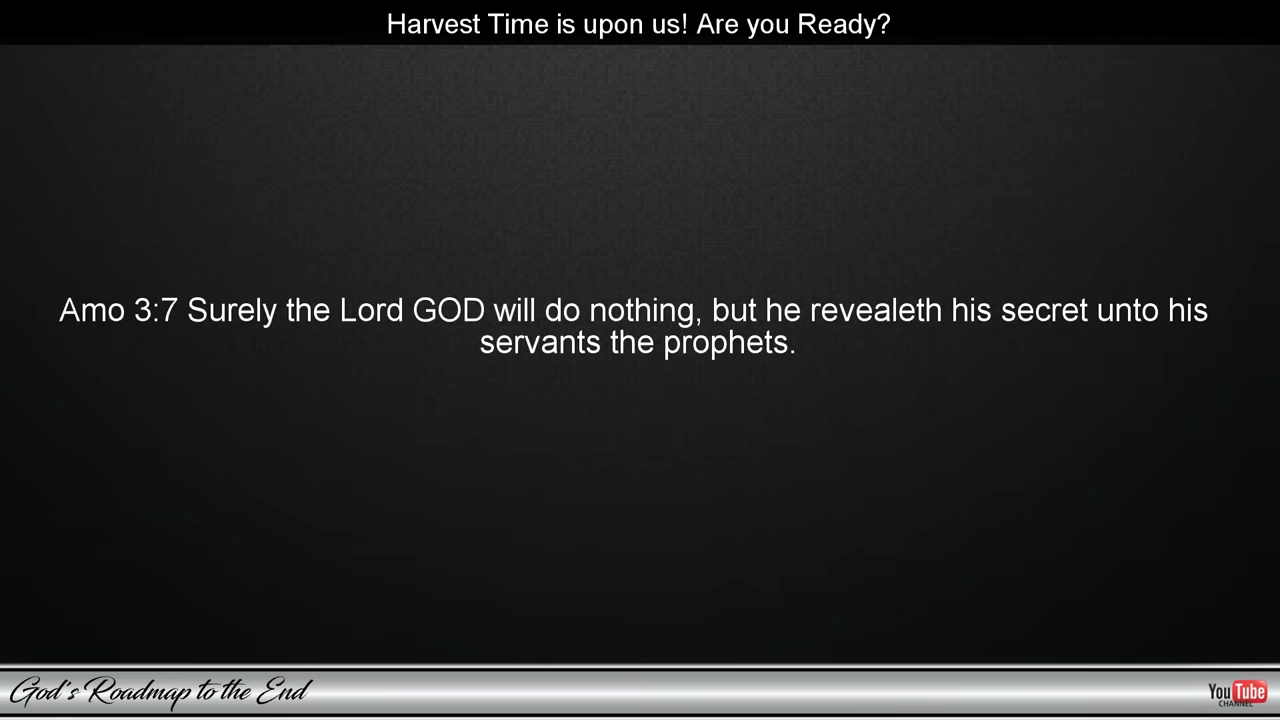 Harvest Time is upon us! Are you Ready?
Amo 3:7 Surely the Lord GOD will do nothing, but he revealeth his secret unto his
servants the prophets.
God's Roadmap to the End
YouTube
CHANNEL